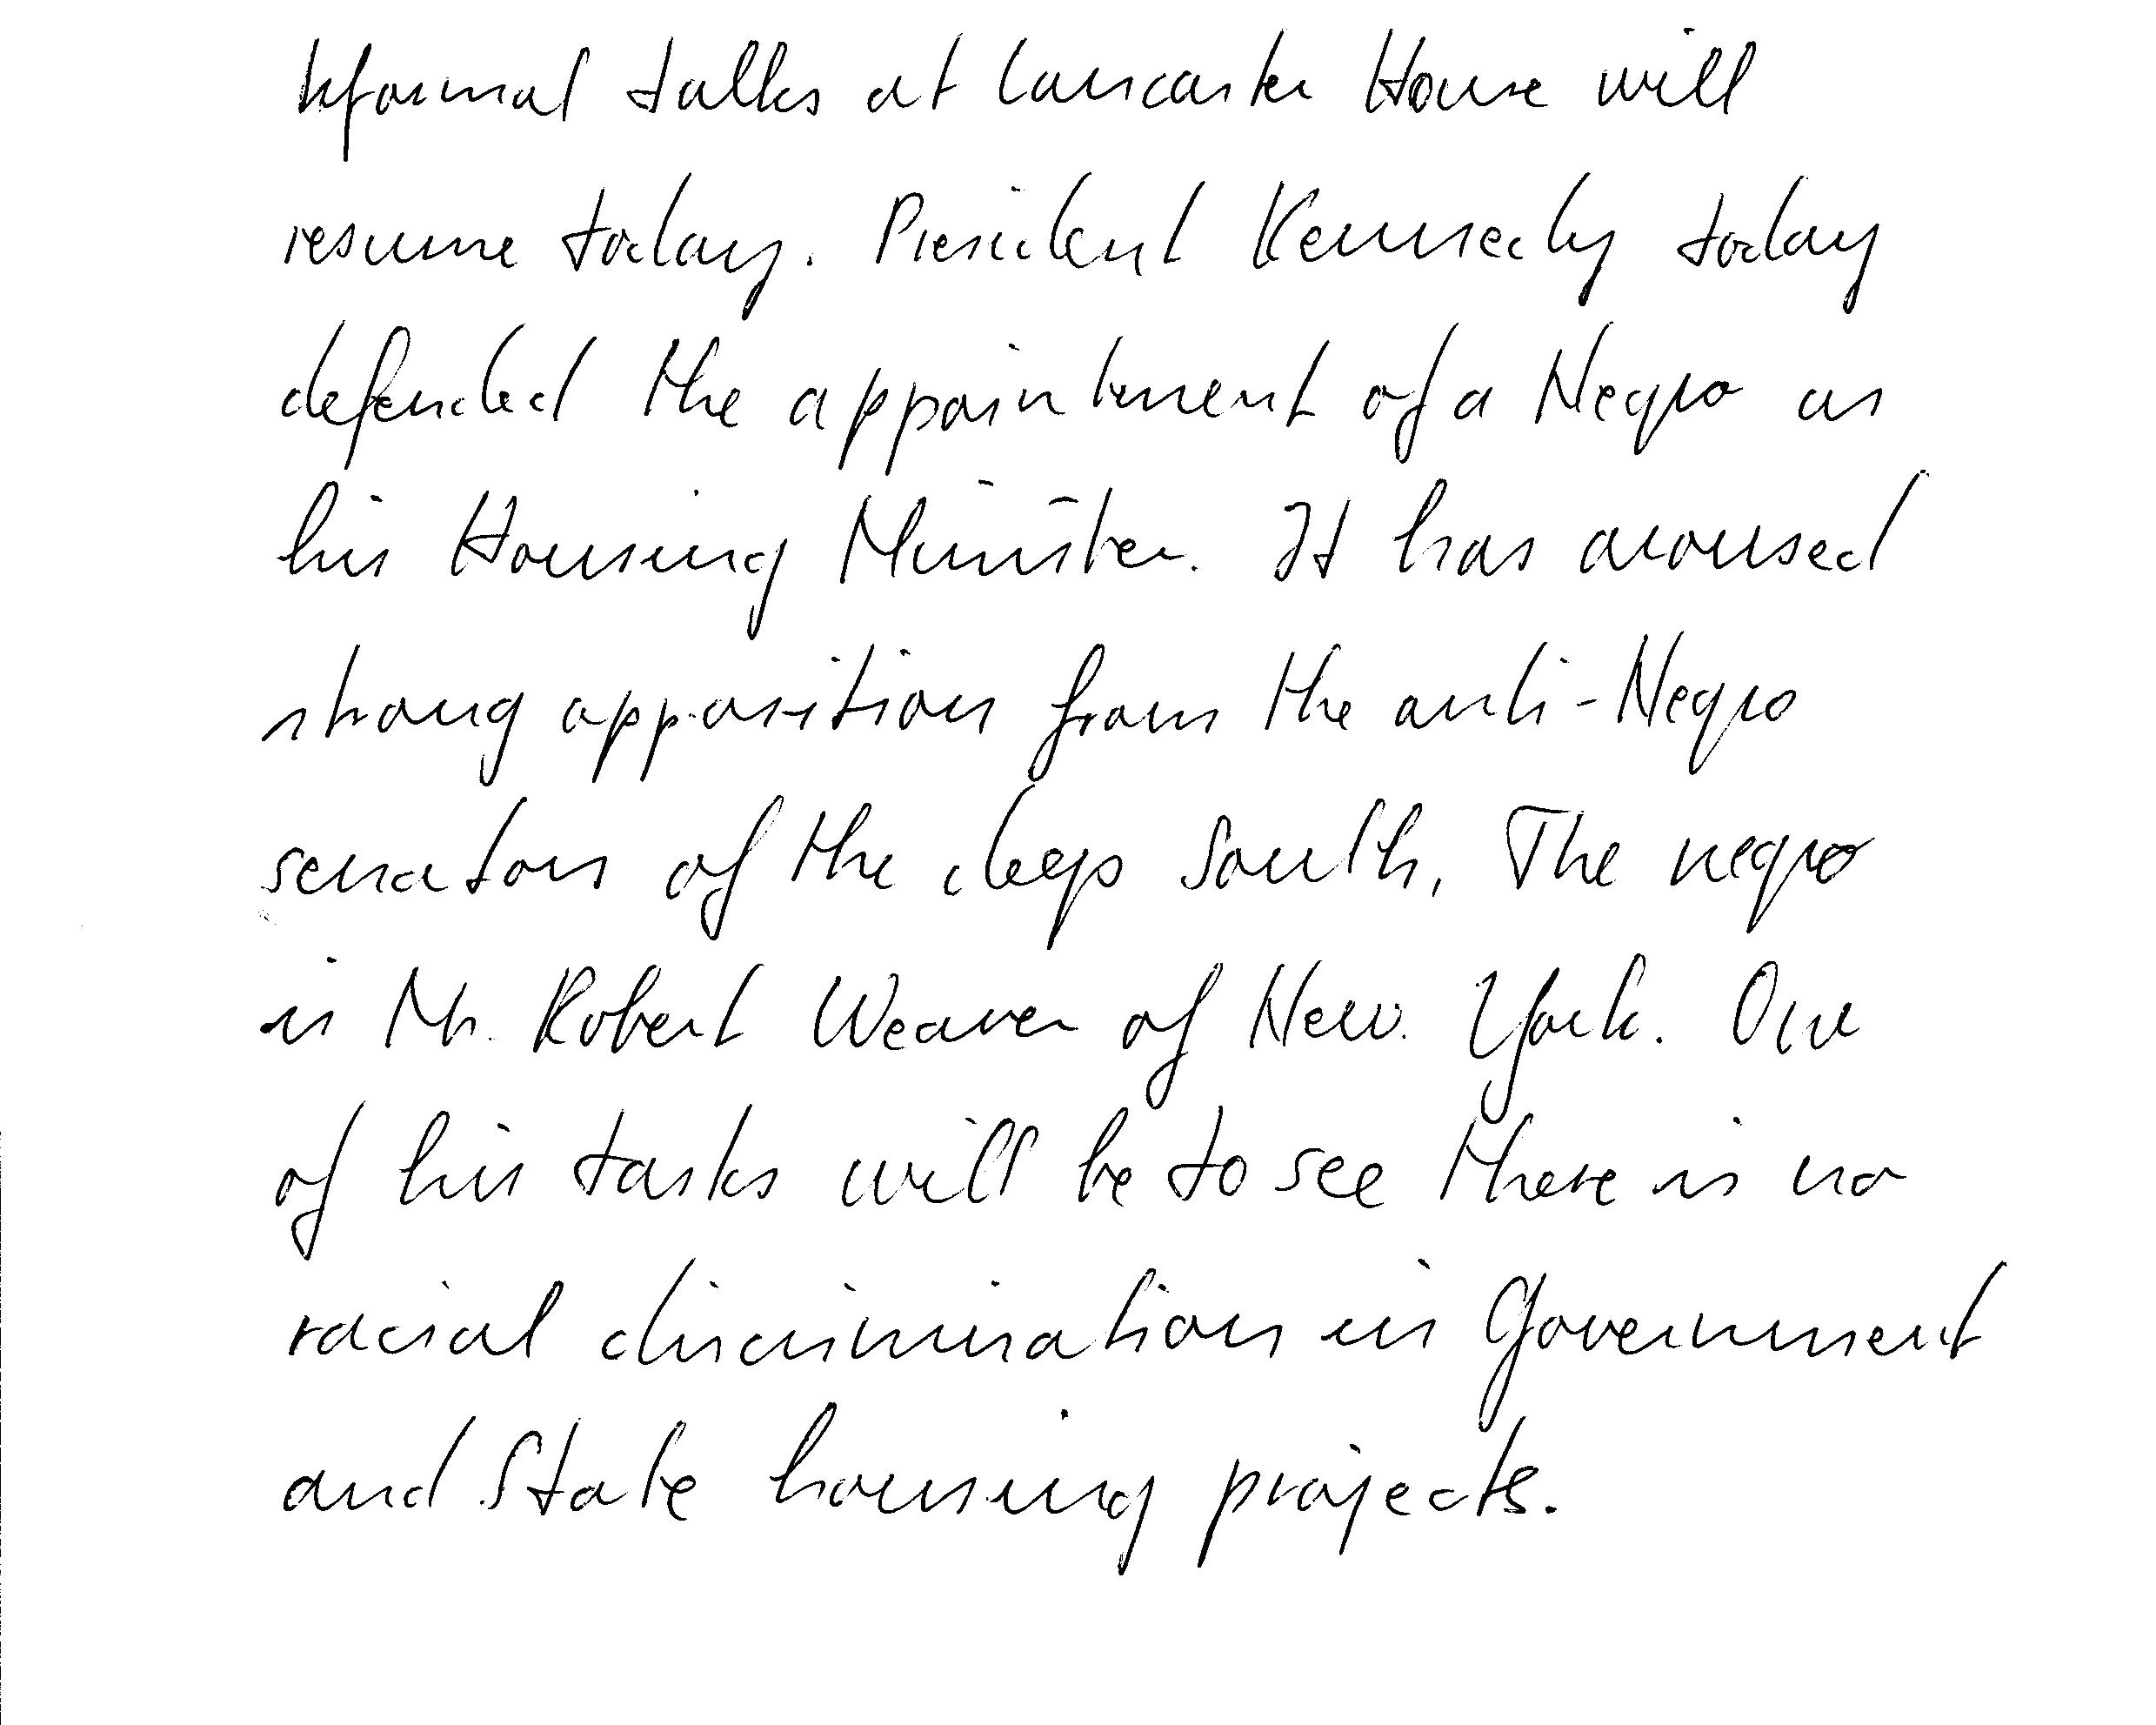 Informal talks at Lancaster House will
resume today. President Kennedy today
defended the appointment of a Negro as
his Housing Minister. It has aroused
strong opposition from the anti-Negro
senators of the deep South. The negro
is Mr. Robert Weaver of New York. One
of his tasks will be to see there is no
racial discrimination in Government
and State housing projects.